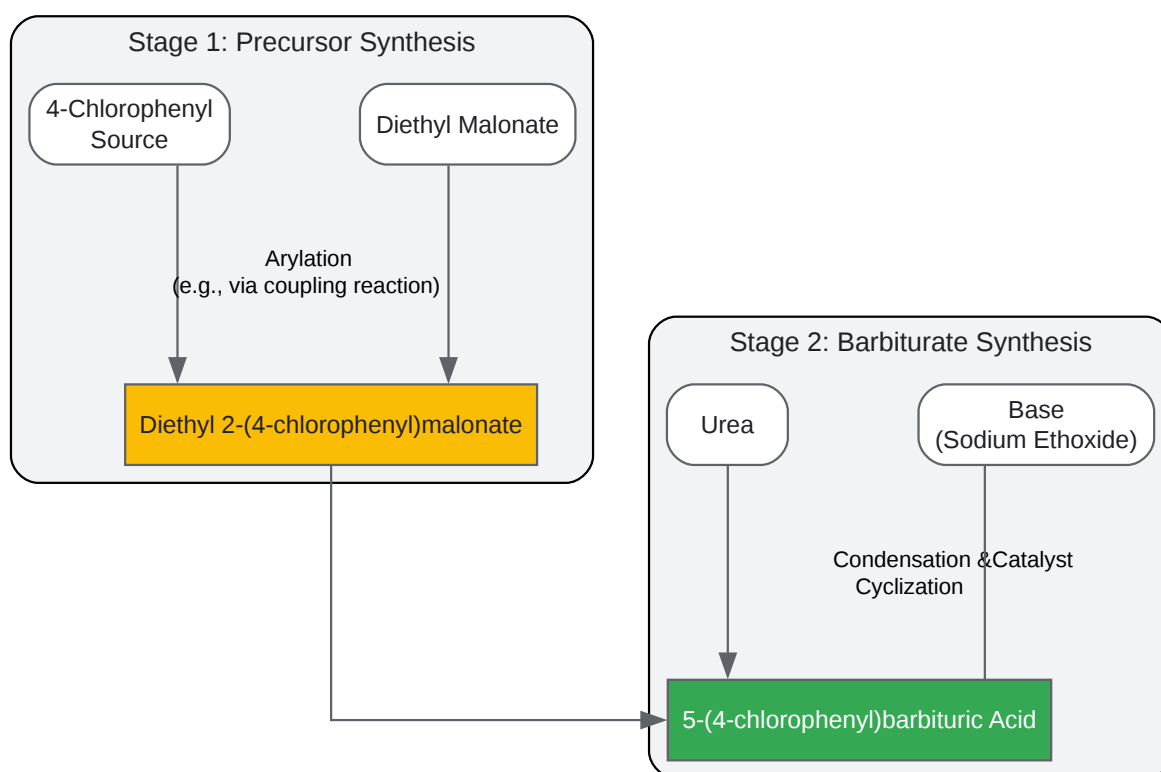 Stage 1: Precursor Synthesis
4-Chlorophenyl
Source
Diethyl Malonate
Arylation
(e.g., via coupling reaction)
Diethyl 2-(4-chlorophenyl)malonate
Stage 2: Barbiturate Synthesis
Urea
Base
(Sodium Ethoxide)
Condensation &
Cyclization
Catalyst
5-(4-chlorophenyl)barbituric Acid